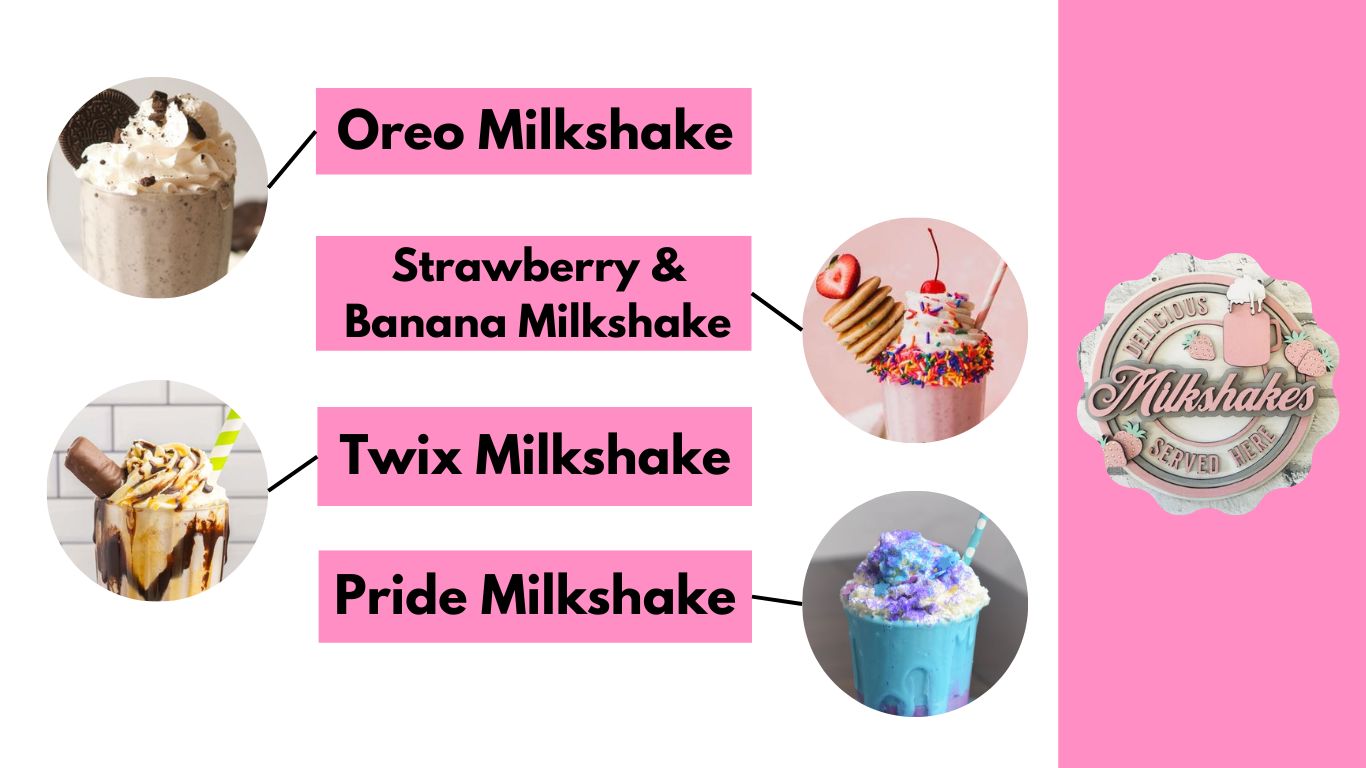 Oreo Milkshake
Strawberry &
Banana Milkshake
Twix Milkshake
Pride Milkshake
DELICIOUS
Milkshakes
SERVED HERE